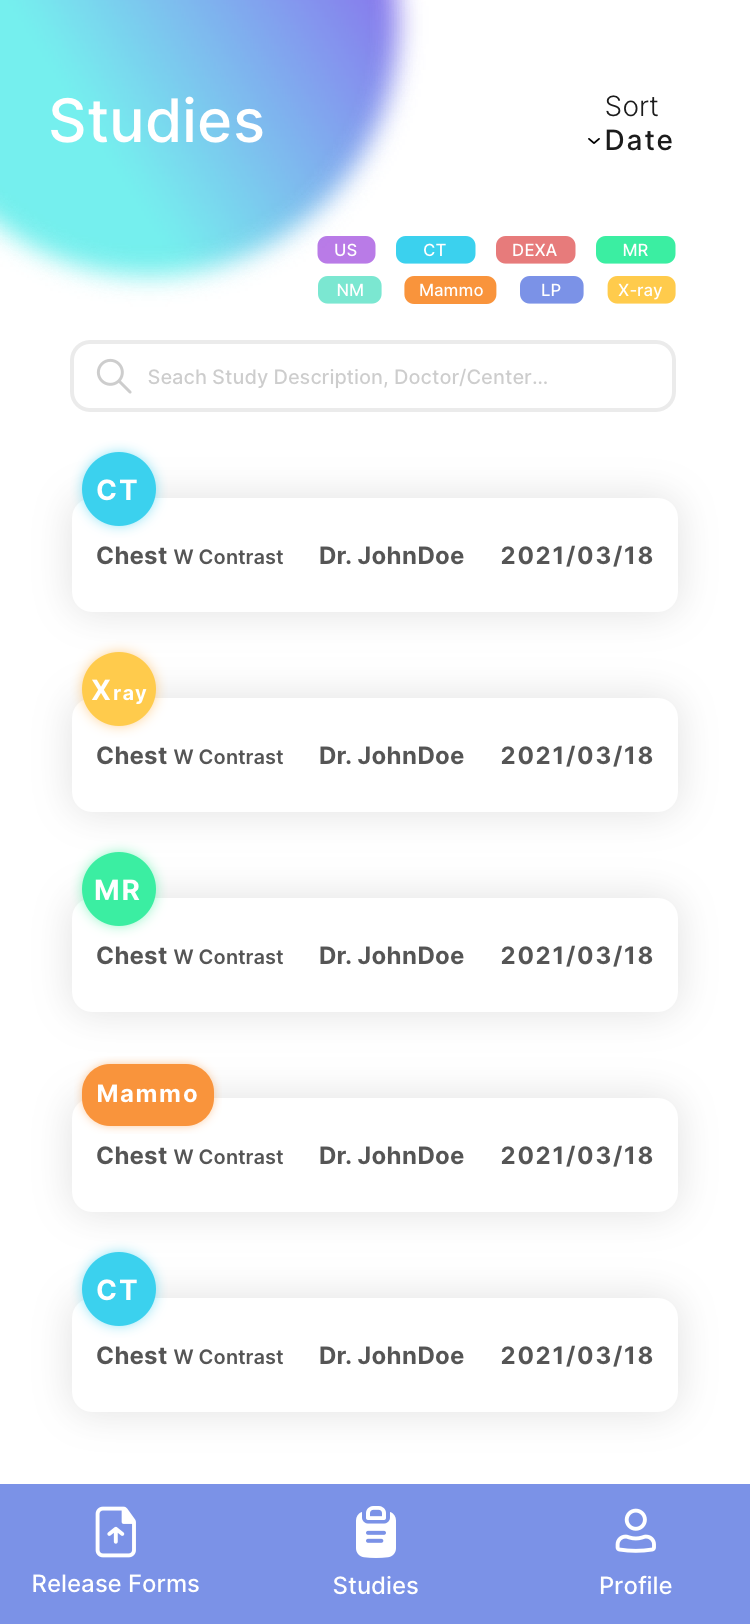 Studies
Sort
Date
US CT DEXA MR
NM Mammo LP X-ray
Seach Study Description, Doctor/Center...
CT
Chest W Contrast Dr. JohnDoe 2021/03/18
Xray
Chest W Contrast Dr. JohnDoe 2021/03/18
MR
Chest W Contrast Dr. JohnDoe 2021/03/18
Mammo
Chest W Contrast Dr. JohnDoe 2021/03/18
CT
Chest W Contrast Dr. JohnDoe 2021/03/18
Release Forms Studies Profile